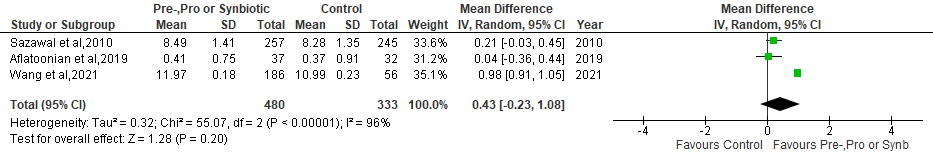 Pre-,Pro or Synbiotic Control Mean Difference Mean Difference
Study or Subgroup Mean SD Total Mean SD Total Weight IV, Random, 95% CI Year IV, Random, 95% CI
Sazawal et al,2010 8.49 1.41 257 8.28 1.35 245 33.6% 0.21 [-0.03, 0.45] 2010
Aflatoonian et al,2019 0.41 0.75 37 0.37 0.91 32 31.2% 0.04 [-0.36, 0.44] 2019
Wang et al,2021 11.97 0.18 186 10.99 0.23 56 35.1% 0.98 [0.91, 1.05] 2021
Total (95% CI) 480 333 100.0% 0.43 [-0.23, 1.08]
Heterogeneity: Tau² = 0.32; Chi² = 55.07, df = 2 (P < 0.00001); I² = 96%
Test for overall effect: Z = 1.28 (P = 0.20)
-4 -2 0 2 4
Favours Control Favours Pre-,Pro or Synb